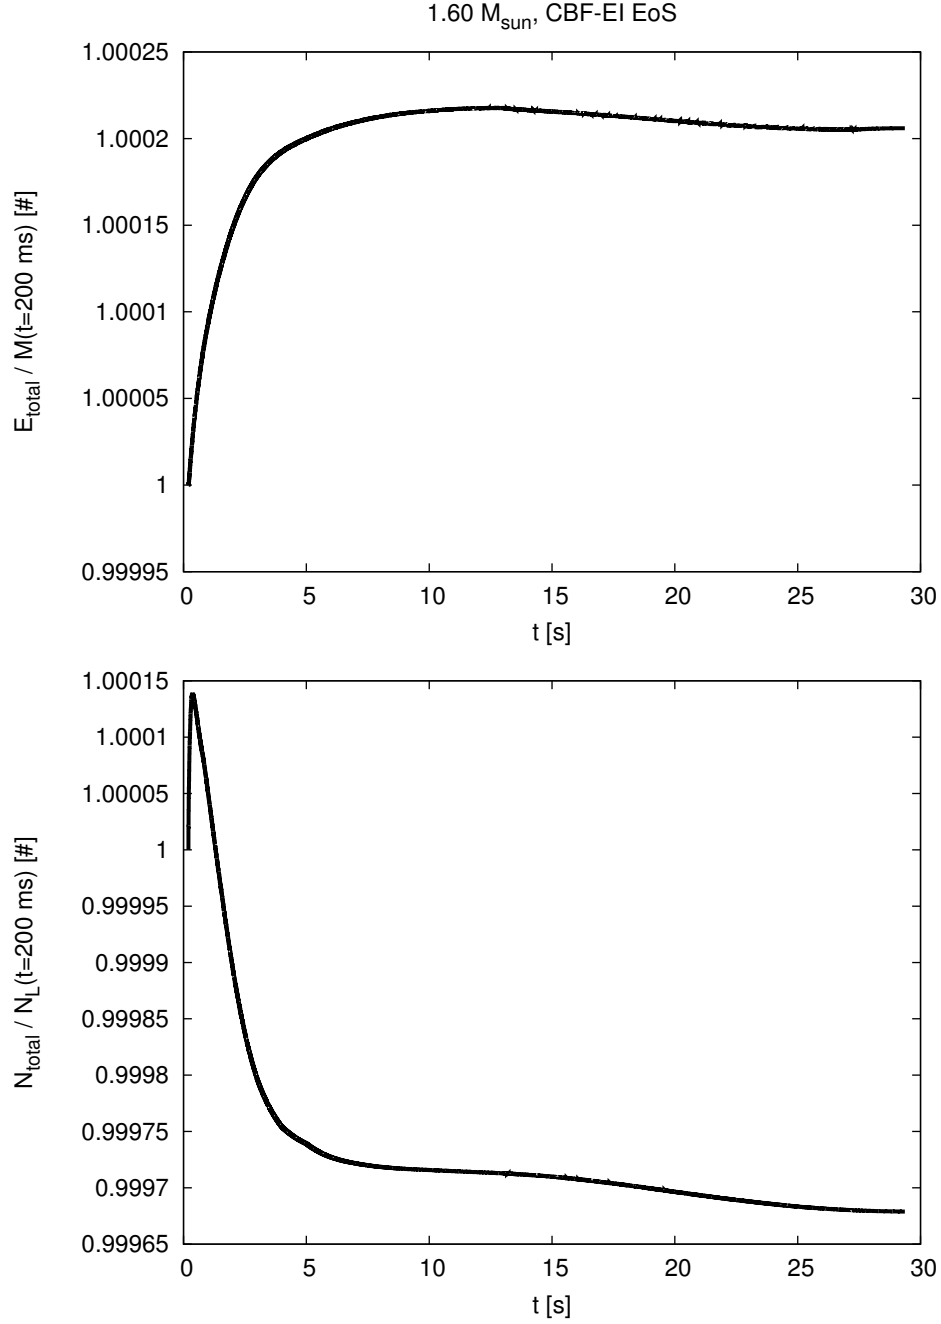 1.60 M_sun, CBF-EI EoS
1.00025
1.0002
1.00015
1.0001
1.00005
1
0.99995
E_total / M(t=200 ms) [#]
0 5 10 15 20 25 30
t [s]
1.00015
1.0001
1.00005
1
0.99995
0.9999
0.99985
0.9998
0.99975
0.9997
0.99965
N_total / N_L(t=200 ms) [#]
0 5 10 15 20 25 30
t [s]